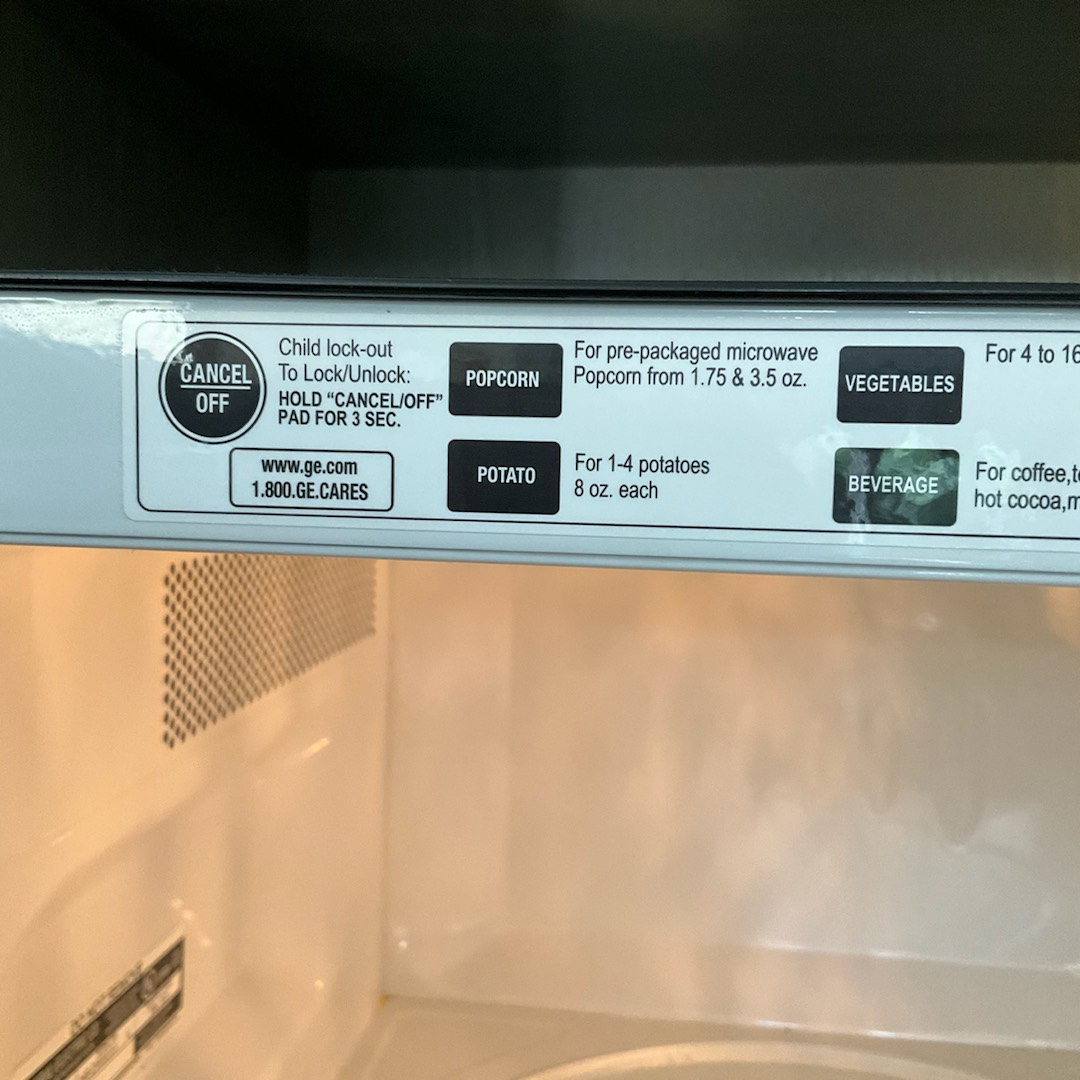 CANCEL
OFF
Child lock-out
To Lock/Unlock:
HOLD “CANCEL/OFF”
PAD FOR 3 SEC.
www.ge.com
1.800.GE.CARES
POPCORN
For pre-packaged microwave
Popcorn from 1.75 & 3.5 oz.
POTATO
For 1-4 potatoes
8 oz. each
VEGETABLES
For 4 to 16
BEVERAGE
For coffee,
hot cocoa,